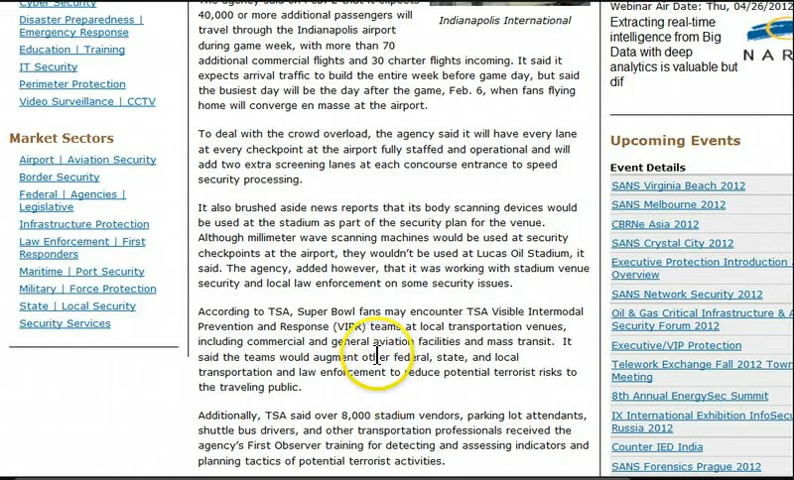 Cyber Security
Disaster Preparedness |
Emergency Response
Education | Training
IT Security
Perimeter Protection
Video Surveillance | CCTV
Market Sectors
Airport | Aviation Security
Border Security
Federal | Agencies |
Legislative
Infrastructure Protection
Law Enforcement | First
Responders
Maritime | Port Security
Military | Force Protection
State | Local Security
Security Services
40,000 or more additional passengers will
travel through the Indianapolis airport
during game week, with more than 70
additional commercial flights and 30 charter flights incoming. It said it
expects arrival traffic to build the entire week before game day, but said
the busiest day will be the day after the game, Feb. 6, when fans flying
home will converge en masse at the airport.
To deal with the crowd overload, the agency said it will have every lane
at every checkpoint at the airport fully staffed and operational and will
add two extra screening lanes at each concourse entrance to speed
security processing.
It also brushed aside news reports that its body scanning devices would
be used at the stadium as part of the security plan for the venue.
Although millimeter wave scanning machines would be used at security
checkpoints at the airport, they wouldn't be used at Lucas Oil Stadium, it
said. The agency, added however, that it was working with stadium venue
security and local law enforcement on some security issues.
According to TSA, Super Bowl fans may encounter TSA Visible Intermodal
Prevention and Response (VIPR) teams at local transportation venues,
including commercial and general aviation facilities and mass transit. It
said the teams would augment other federal, state, and local
transportation and law enforcement to reduce potential terrorist risks to
the traveling public.
Additionally, TSA said over 8,000 stadium vendors, parking lot attendants,
shuttle bus drivers, and other transportation professionals received the
agency's First Observer training for detecting and assessing indicators and
planning tactics of potential terrorist activities.
Indianapolis International
Webinar Air Date: Thu, 04/26/2012
Extracting real-time
intelligence from Big
Data with deep
analytics is valuable but
dif
NAR
Upcoming Events
Event Details
SANS Virginia Beach 2012
SANS Melbourne 2012
CBRNe Asia 2012
SANS Crystal City 2012
Executive Protection Introduction
Overview
SANS Network Security 2012
Oil & Gas Critical Infrastructure &
Security Forum 2012
Executive/VIP Protection
Telework Exchange Fall 2012 Town
Meeting
8th Annual EnergySec Summit
IX International Exhibition InfoSecu
Russia 2012
Counter IED India
SANS Forensics Prague 2012